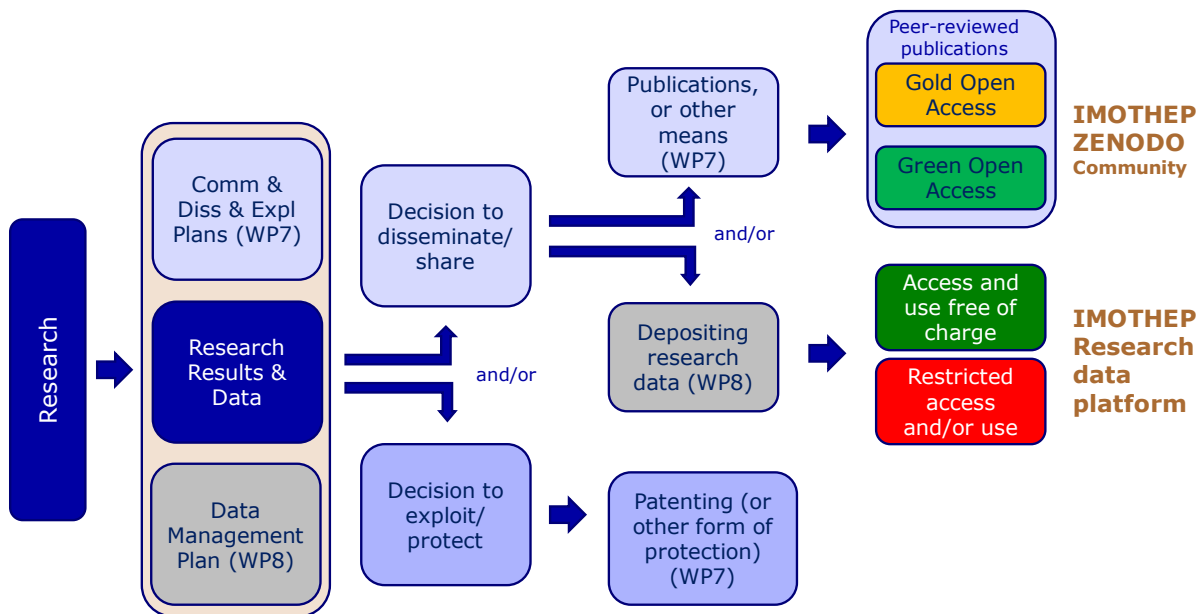 Research
Comm &
Diss & Expl
Plans (WP7)
Research
Results &
Data
Data
Management
Plan (WP8)
Decision to
disseminate/
share
and/or
Decision to
exploit/
protect
Publications,
or other
means
(WP7)
and/or
Depositing
research
data (WP8)
Patenting (or
other form of
protection)
(WP7)
Peer-reviewed
publications
Gold Open
Access
Green Open
Access
IMOTHEP
ZENODO
Community
Access and
use free of
charge
Restricted
access
and/or use
IMOTHEP
Research
data
platform